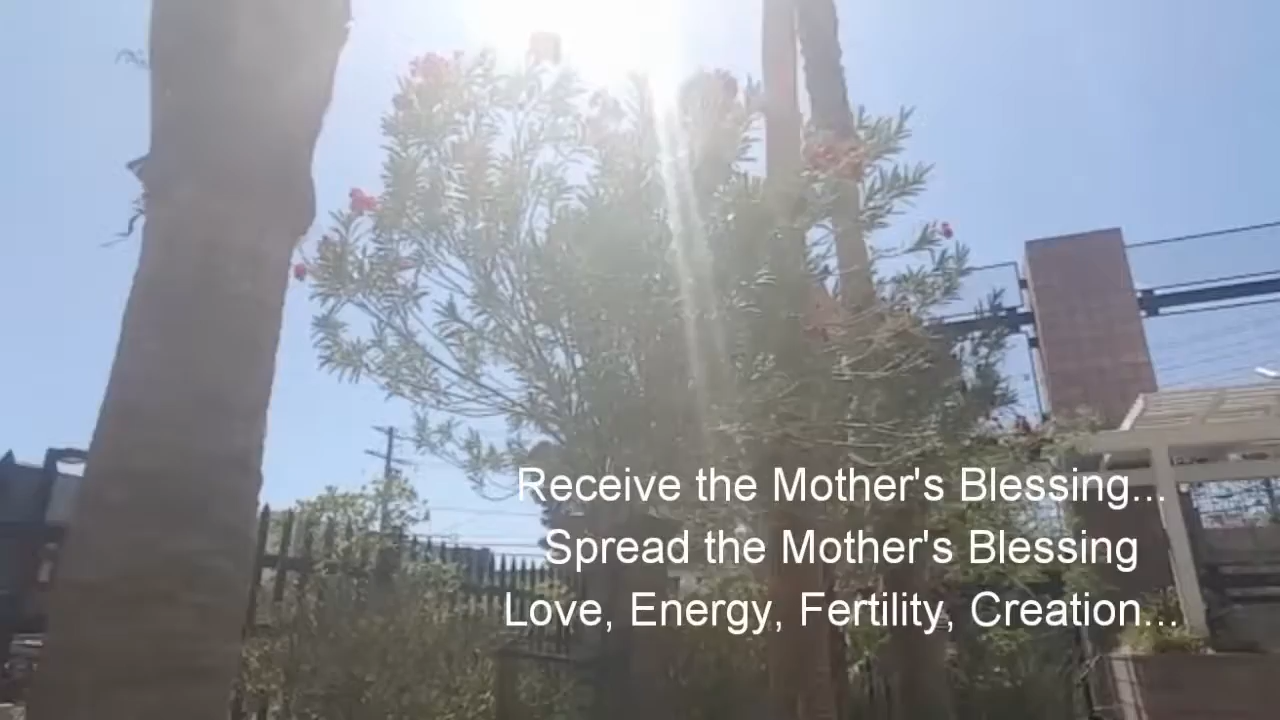 Receive the Mother's Blessing...
Spread the Mother's Blessing
Love, Energy, Fertility, Creation...